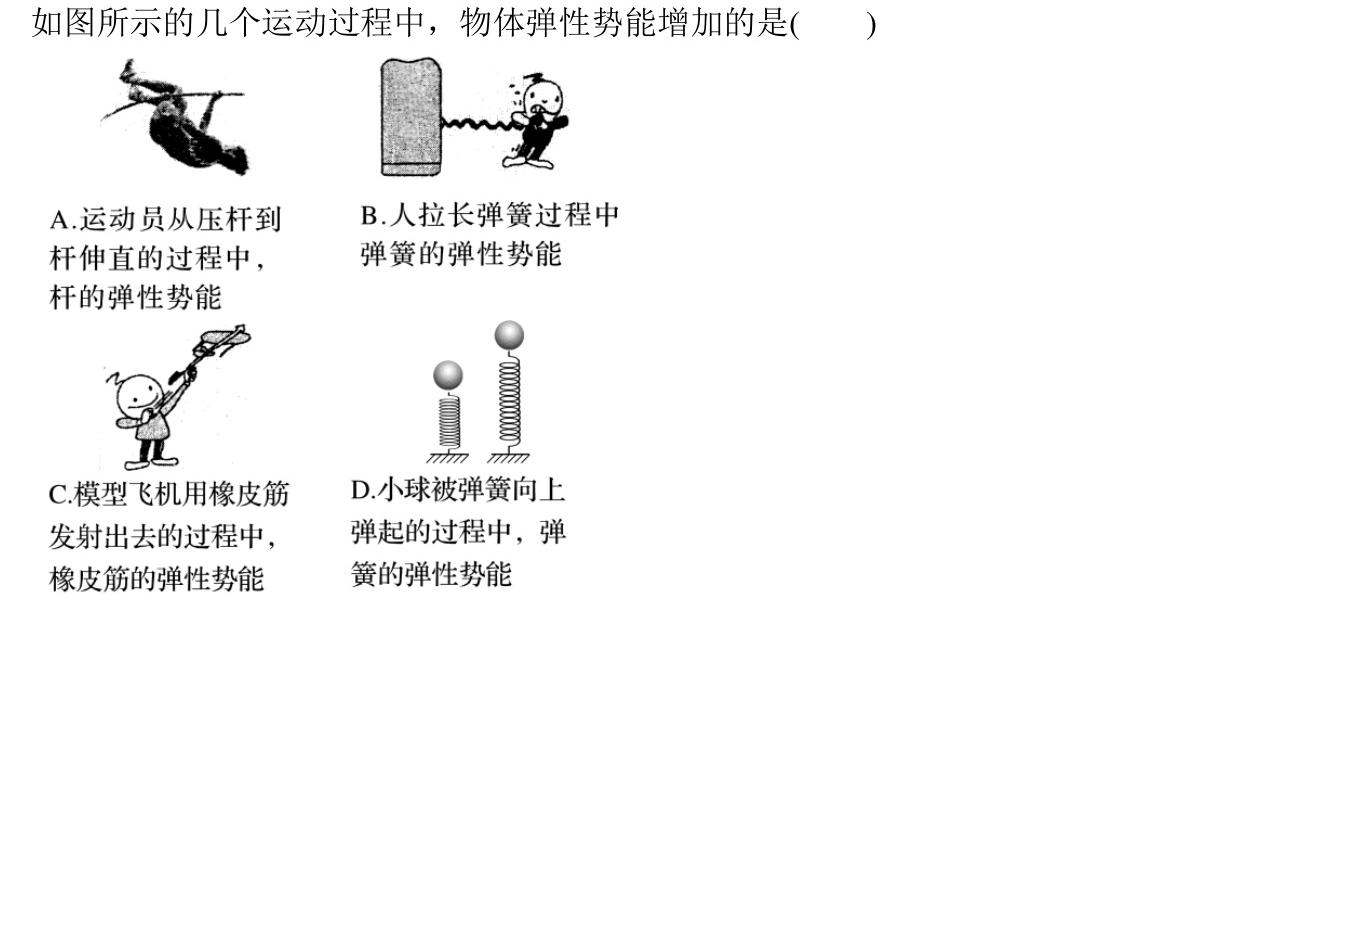 如图所示的几个运动过程中，物体弹性势能增加的是(　　)
A.运动员从压杆到
杆伸直的过程中，
杆的弹性势能
B.人拉长弹簧过程中
弹簧的弹性势能
C.模型飞机用橡皮筋
发射出去的过程中，
橡皮筋的弹性势能
D.小球被弹簧向上
弹起的过程中，弹
簧的弹性势能